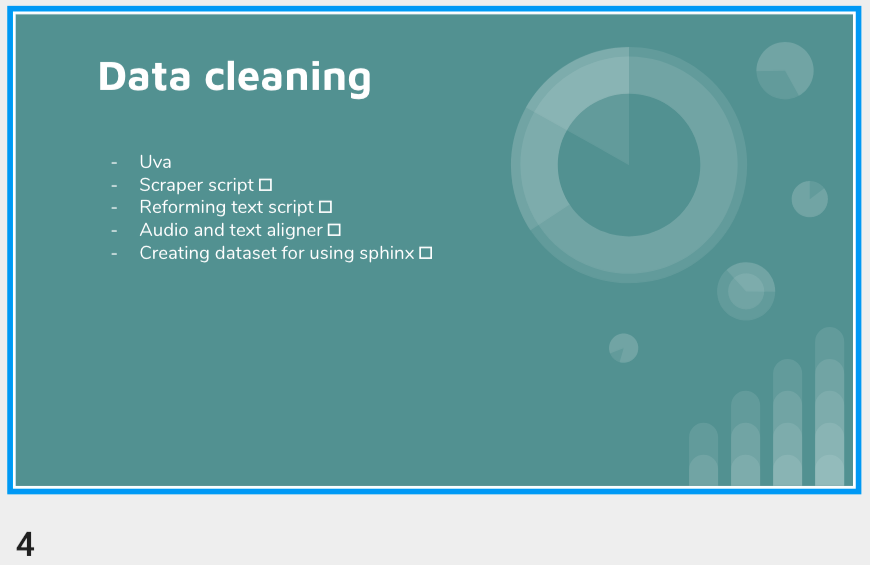 Data cleaning
- Uva
- Scraper script □
- Reforming text script □
- Audio and text aligner □
- Creating dataset for using sphinx □
4